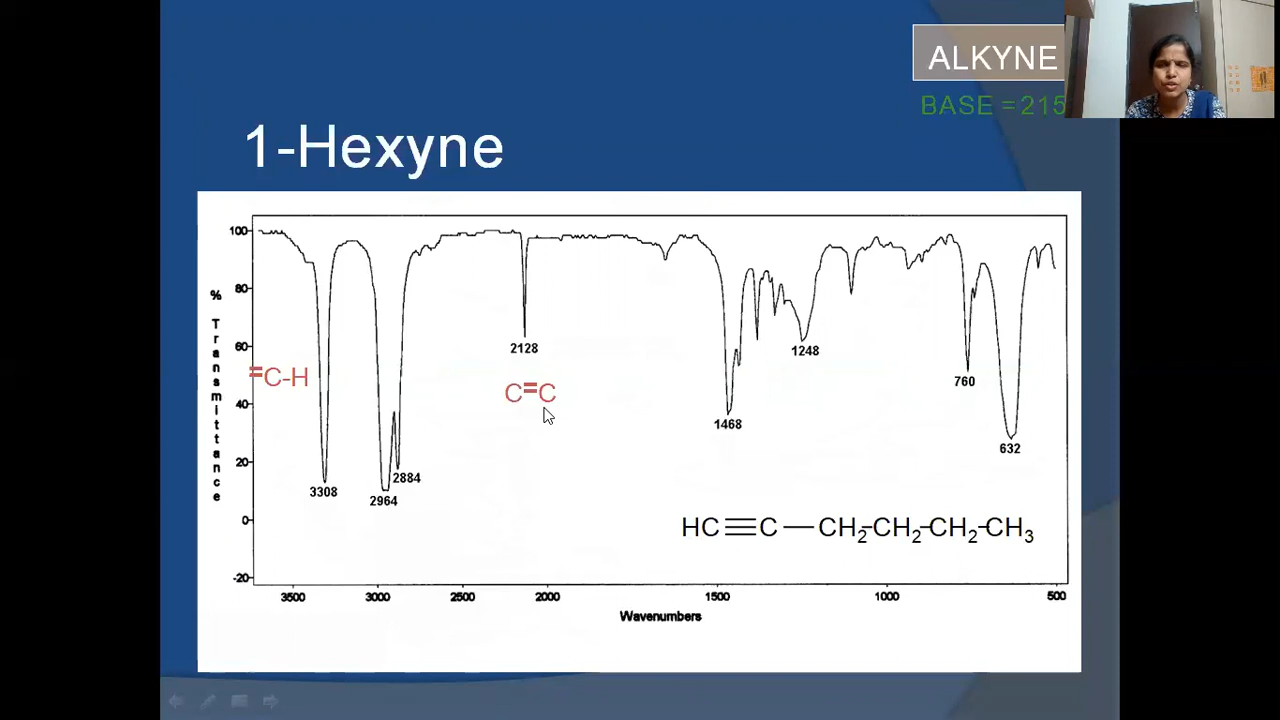 ALKYNE
BASE =215
1-Hexyne
100
80
60
40
20
0
-20
% Transmittance
=C-H
3308
2964
2884
2128
C=C
1468
1248
760
632
HC≡C—CH2-CH2-CH2-CH3
3500 3000 2500 2000 1500 1000 500
Wavenumbers